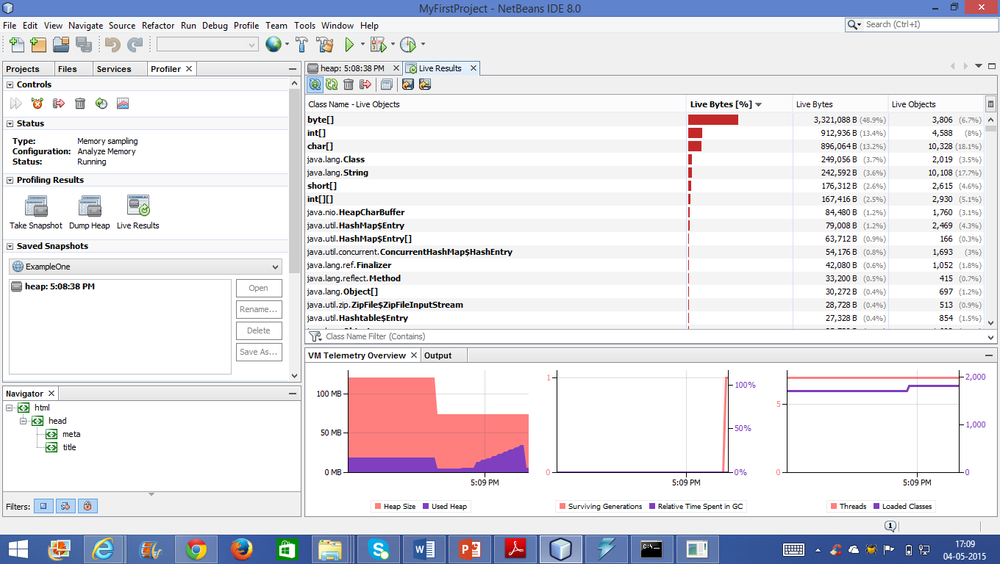 MyFirstProject - NetBeans IDE 8.0
File Edit View Navigate Source Refactor Run Debug Profile Team Tools Window Help
Search (Ctrl+I)
Projects Files Services Profiler
Controls
Status
Type: Memory sampling
Configuration: Analyze Memory
Status: Running
Profiling Results
Take Snapshot Dump Heap Live Results
Saved Snapshots
ExampleOne
heap: 5:08:38 PM
Open
Rename...
Delete
Save As...
Navigator
html
head
meta
title
Filters:
heap: 5:08:38 PM Live Results
Class Name - Live Objects Live Bytes [%] Live Bytes Live Objects
byte[] 3,321,088 B (48.9%) 3,806 (6.7%)
int[] 912,936 B (13.4%) 4,588 (8%)
char[] 896,064 B (13.2%) 10,328 (18.1%)
java.lang.Class 249,056 B (3.7%) 2,019 (3.5%)
java.lang.String 242,592 B (3.6%) 10,108 (17.7%)
short[] 176,312 B (2.6%) 2,615 (4.6%)
int[][] 167,416 B (2.5%) 2,930 (5.1%)
java.nio.HeapCharBuffer 84,480 B (1.2%) 1,760 (3.1%)
java.util.HashMap$Entry 79,008 B (1.2%) 2,469 (4.3%)
java.util.HashMap$Entry[] 63,712 B (0.9%) 166 (0.3%)
java.util.concurrent.ConcurrentHashMap$HashEntry 54,176 B (0.8%) 1,693 (3%)
java.lang.ref.Finalizer 42,080 B (0.6%) 1,052 (1.8%)
java.lang.reflect.Method 33,200 B (0.5%) 415 (0.7%)
java.lang.Object[] 30,272 B (0.4%) 697 (1.2%)
java.util.zip.ZipFile$ZipFileInputStream 28,728 B (0.4%) 513 (0.9%)
java.util.Hashtable$Entry 27,328 B (0.4%) 854 (1.5%)
Class Name Filter (Contains)
VM Telemetry Overview Output
100 MB
50 MB
0 MB
5:09 PM
Heap Size Used Heap
1
0
100%
50%
0%
5:09 PM
Surviving Generations Relative Time Spent in GC
5
0
2,000
1,000
0
5:09 PM
Threads Loaded Classes
1
17:09
04-05-2015